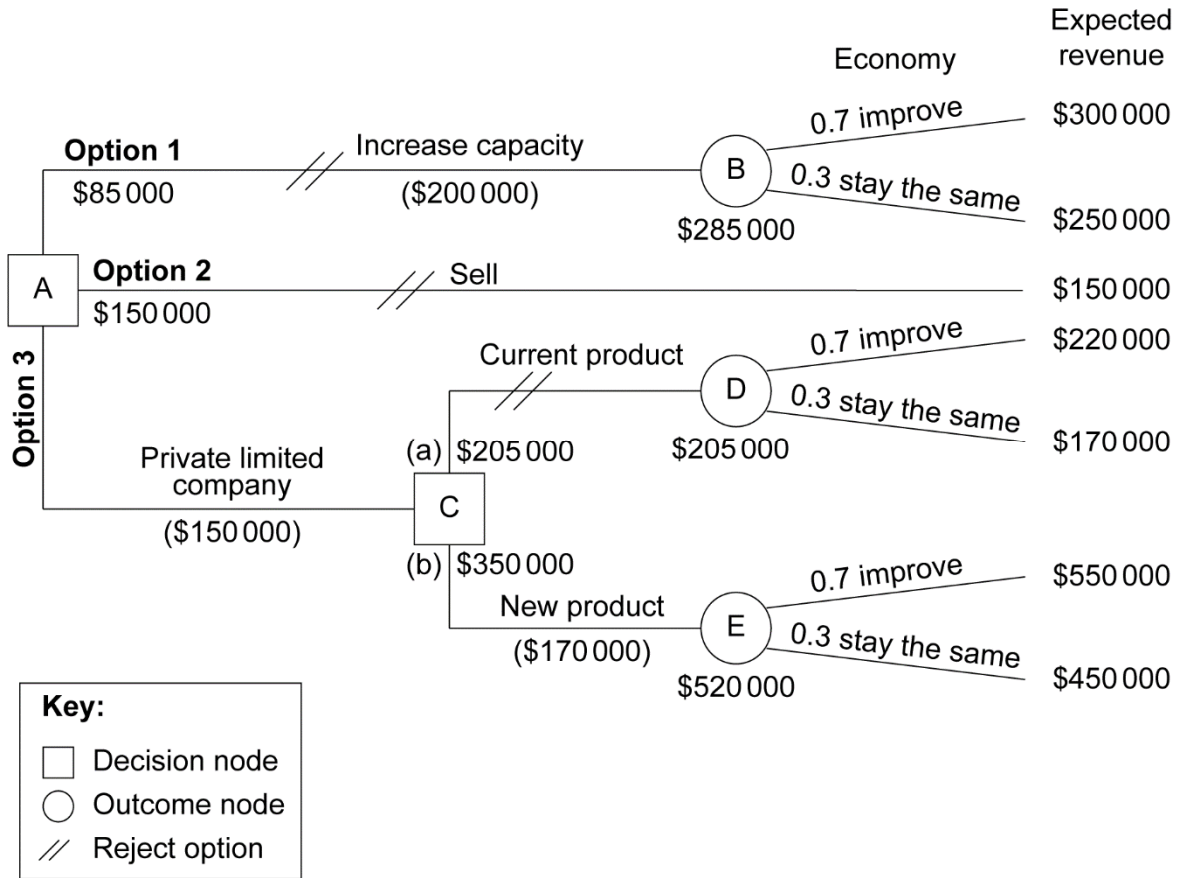 Expected
revenue
Economy
0.7 improve
$300 000
Option 1
Increase capacity
B
$85 000
($200 000)
0.3 stay the same
$285 000
$250 000
A
Option 2
Sell
$150 000
$150 000
Option 3
Current product
0.7 improve
$220 000
D
0.3 stay the same
(a) $205 000
$205 000
$170 000
Private limited
company
($150 000)
C
(b) $350 000
New product
($170 000)
0.7 improve
$550 000
E
0.3 stay the same
$520 000
$450 000
Key:
Decision node
Outcome node
Reject option